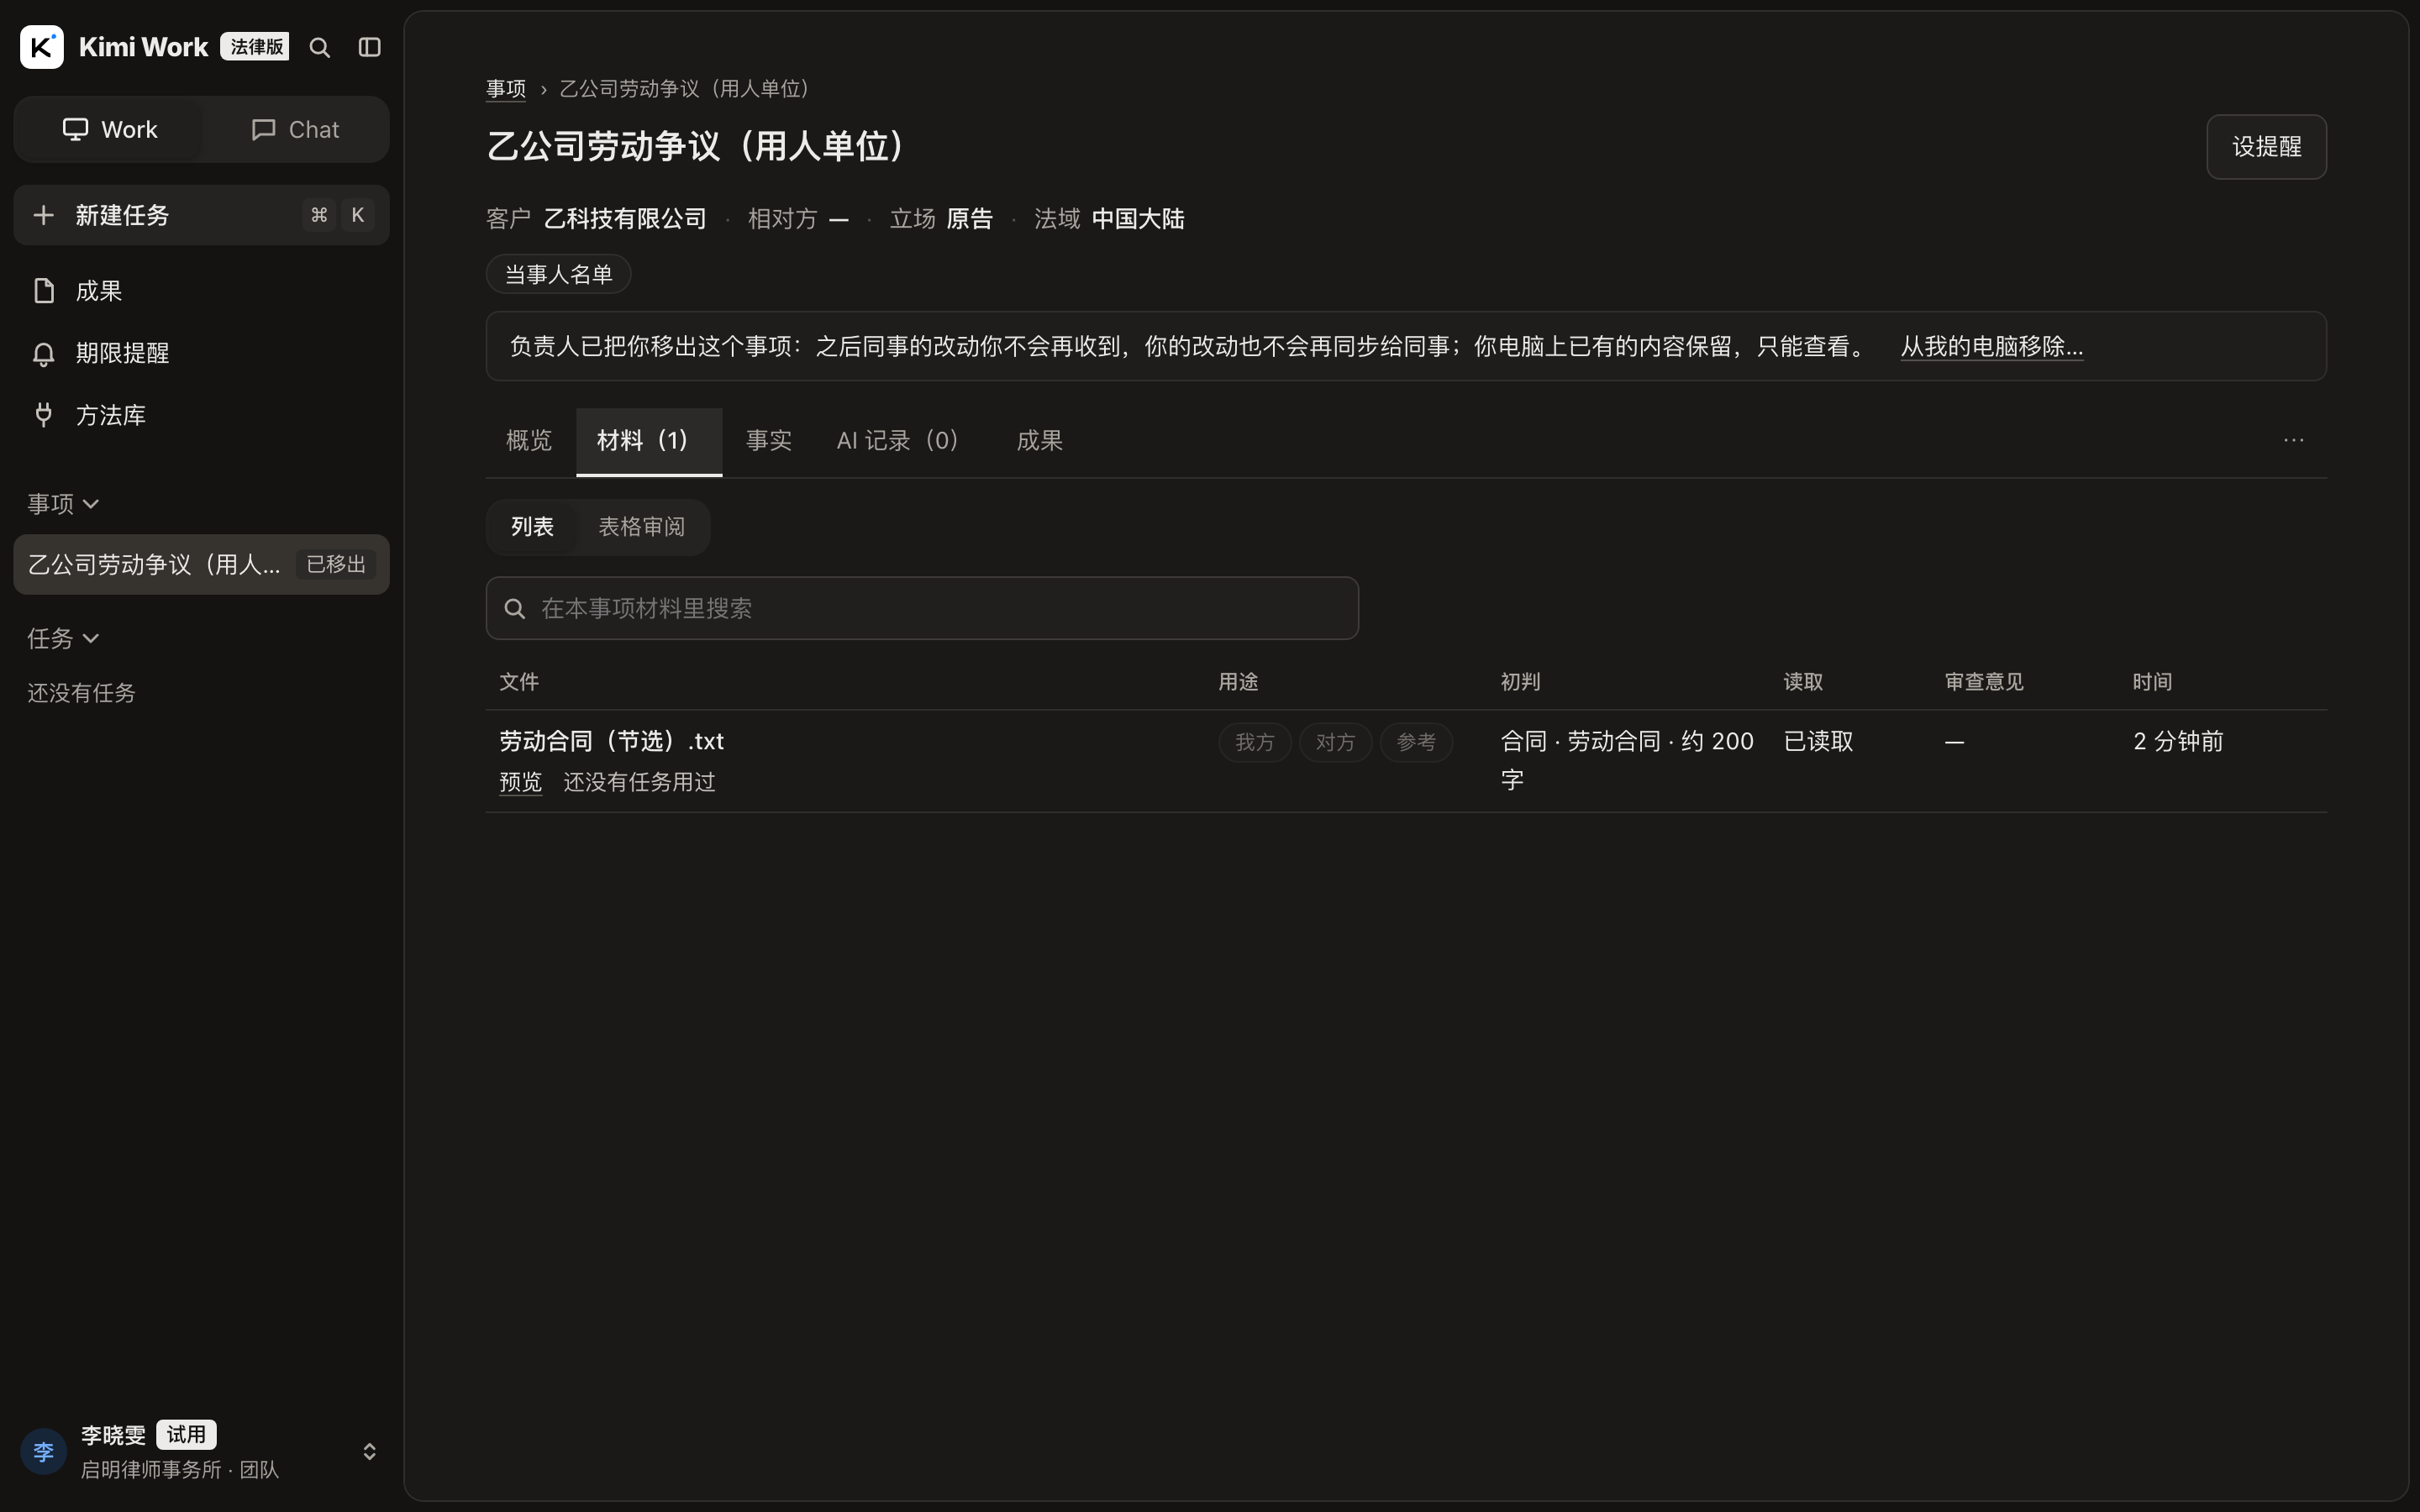 Kimi Work 法律版
Work
Chat
新建任务 ⌘ K
成果
期限提醒
方法库
事项
乙公司劳动争议（用人... 已移出
任务
还没有任务
李 李晓雯 试用
启明律师事务所 · 团队
事项 › 乙公司劳动争议（用人单位）
乙公司劳动争议（用人单位）
设提醒
客户 乙科技有限公司 · 相对方 — · 立场 原告 · 法域 中国大陆
当事人名单
负责人已把你移出这个事项：之后同事的改动你不会再收到，你的改动也不会再同步给同事；你电脑上已有的内容保留，只能查看。 从我的电脑移除...
概览 材料（1） 事实 AI 记录（0） 成果 ···
列表 表格审阅
在本事项材料里搜索
文件 用途 初判 读取 审查意见 时间
劳动合同（节选）.txt 我方 对方 参考 合同 · 劳动合同 · 约 200 已读取 — 2 分钟前
预览 还没有任务用过 字